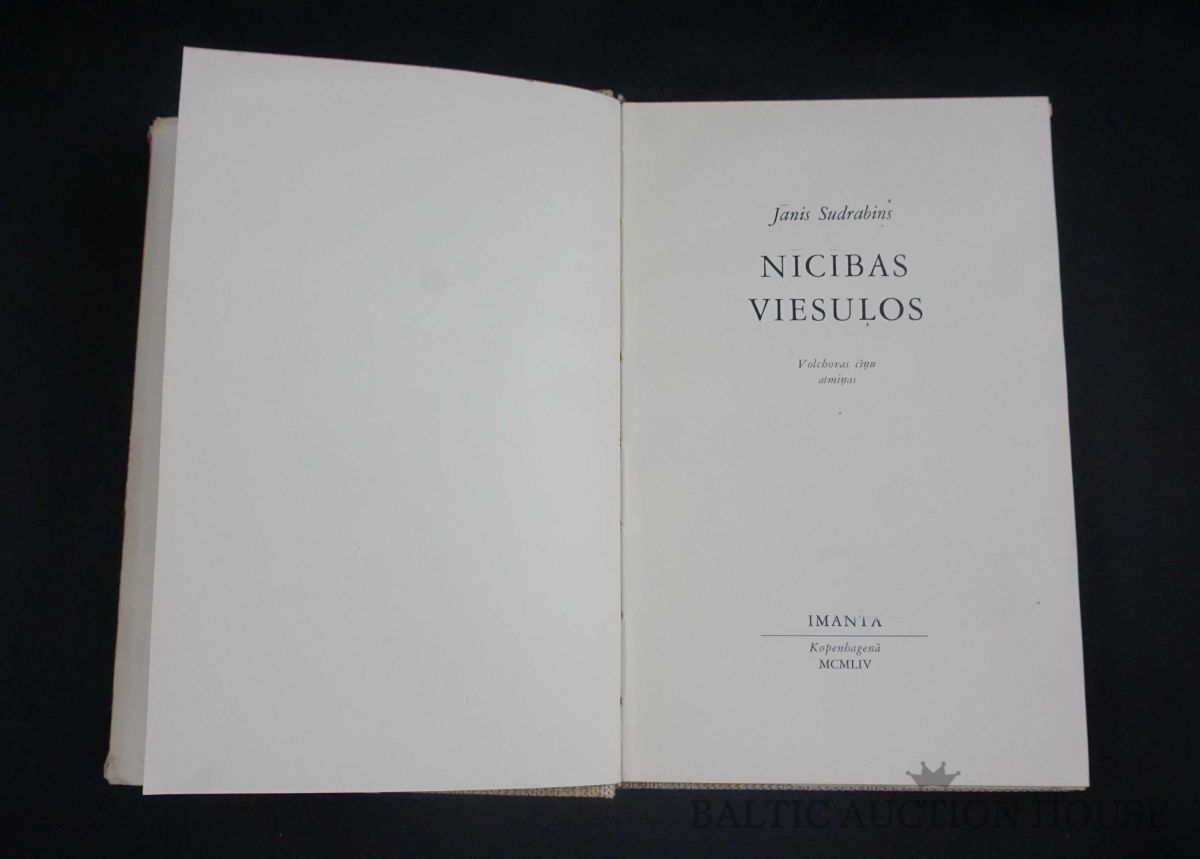 Jānis Sudrabiņš
NĪCĪBAS
VIESUĻOS
Volchovas cīņu
atmiņas
IMANTA
Kopenhagenā
MCMLIV
BALTIC AUCTION HOUSE